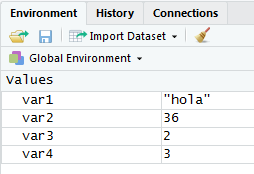 Environment History Connections
Import Dataset
Global Environment
Values
var1 "hola"
var2 36
var3 2
var4 3